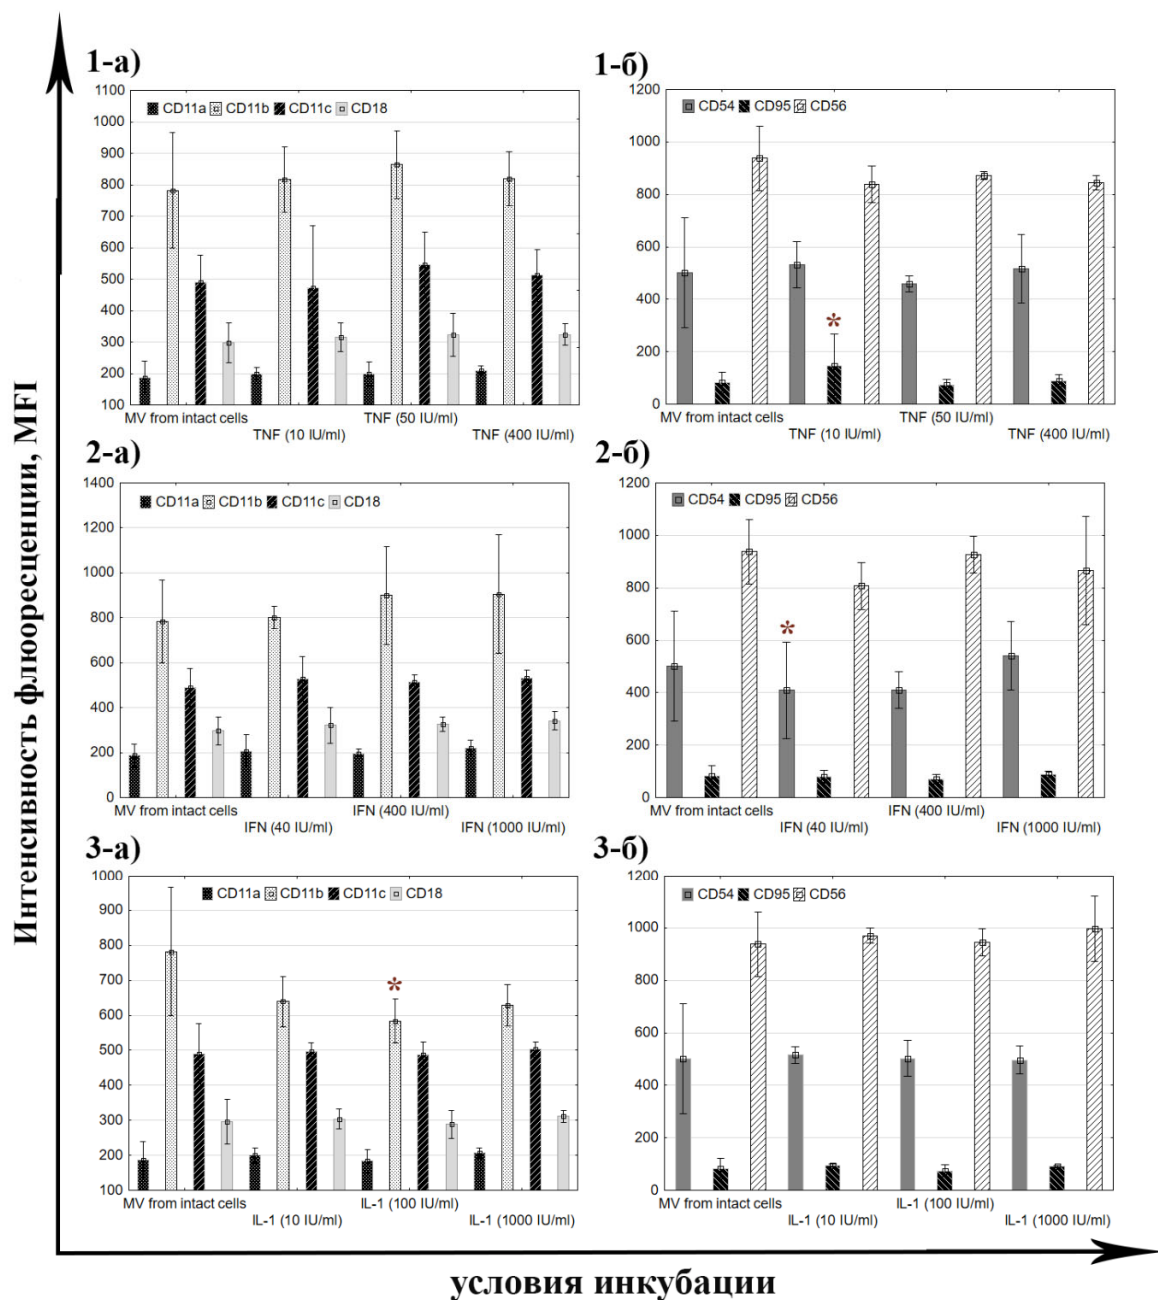 1-а)
1100
1000
900
800
700
600
500
400
300
200
100
CD11a CD11b CD11c CD18
MV from intact cells TNF (50 IU/ml)
TNF (10 IU/ml) TNF (400 IU/ml)
1-б)
1200
1000
800
600
400
200
0
CD54 CD95 CD56
*
MV from intact cells TNF (50 IU/ml)
TNF (10 IU/ml) TNF (400 IU/ml)
2-а)
1400
1200
1000
800
600
400
200
0
CD11a CD11b CD11c CD18
MV from intact cells IFN (400 IU/ml)
IFN (40 IU/ml) IFN (1000 IU/ml)
2-б)
1200
1000
800
600
400
200
0
CD54 CD95 CD56
*
MV from intact cells IFN (400 IU/ml)
IFN (40 IU/ml) IFN (1000 IU/ml)
3-а)
1000
900
800
700
600
500
400
300
200
100
CD11a CD11b CD11c CD18
*
MV from intact cells IL-1 (100 IU/ml)
IL-1 (10 IU/ml) IL-1 (1000 IU/ml)
3-б)
1200
1000
800
600
400
200
0
CD54 CD95 CD56
MV from intact cells IL-1 (100 IU/ml)
IL-1 (10 IU/ml) IL-1 (1000 IU/ml)
Интенсивность флюоресценции, MFI
условия инкубации